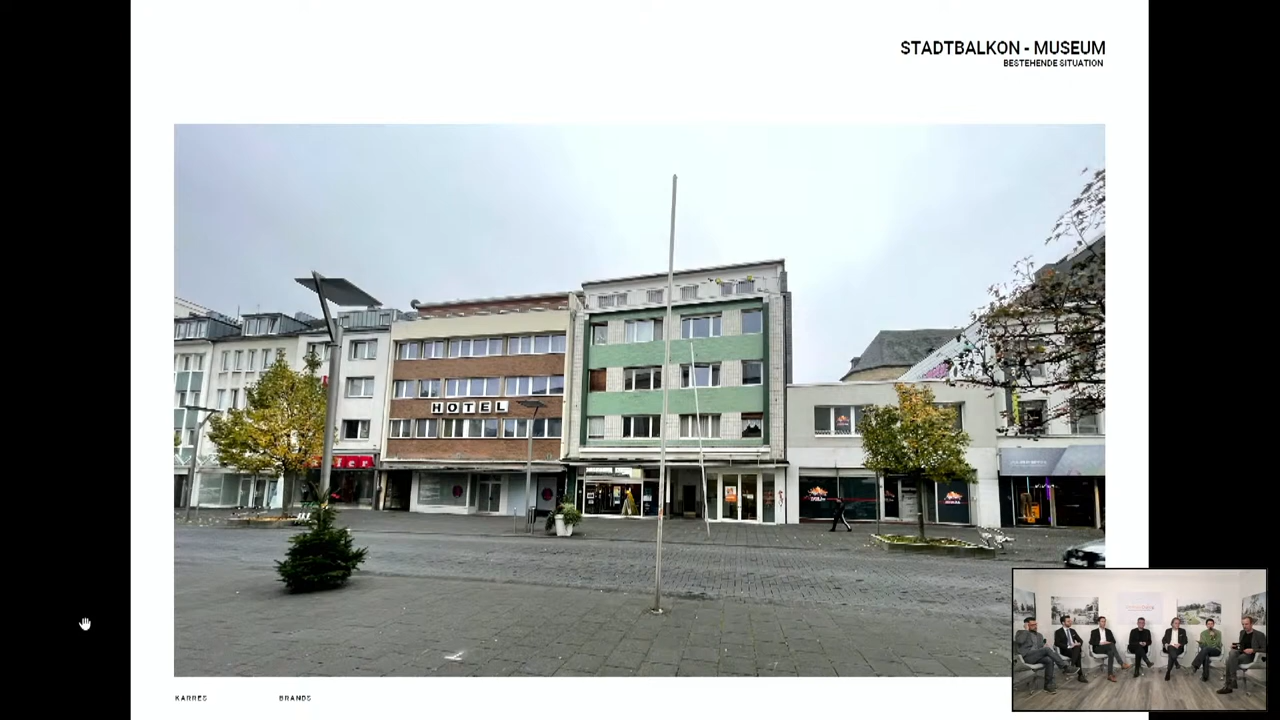 STADTBALKON - MUSEUM
BESTEHENDE SITUATION
HOTEL
KARRES BRANDS